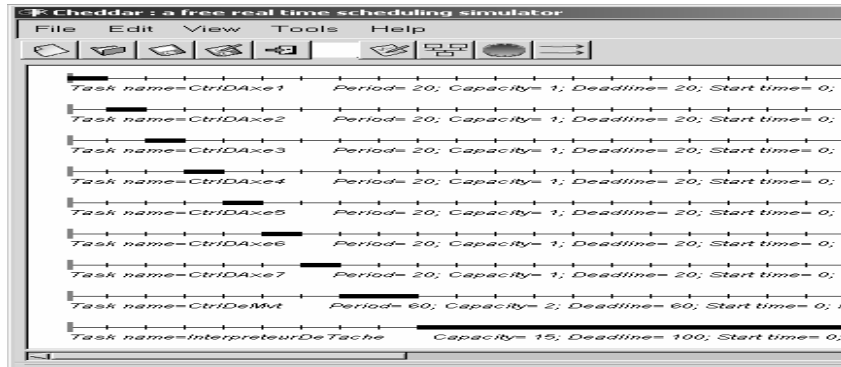 Cheddar : a free real time scheduling simulator
File Edit View Tools Help
Task name=CtrlDAxe1 Period= 20; Capacity= 1; Deadline= 20; Start time= 0;
Task name=CtrlDAxe2 Period= 20; Capacity= 1; Deadline= 20; Start time= 0;
Task name=CtrlDAxe3 Period= 20; Capacity= 1; Deadline= 20; Start time= 0;
Task name=CtrlDAxe4 Period= 20; Capacity= 1; Deadline= 20; Start time= 0;
Task name=CtrlDAxe5 Period= 20; Capacity= 1; Deadline= 20; Start time= 0;
Task name=CtrlDAxe6 Period= 20; Capacity= 1; Deadline= 20; Start time= 0;
Task name=CtrlDAxe7 Period= 20; Capacity= 1; Deadline= 20; Start time= 0;
Task name=CtrlDeMvt Period= 60; Capacity= 2; Deadline= 60; Start time= 0;
Task name=InterpreteurDeTache Capacity= 15; Deadline= 100; Start time= 0;